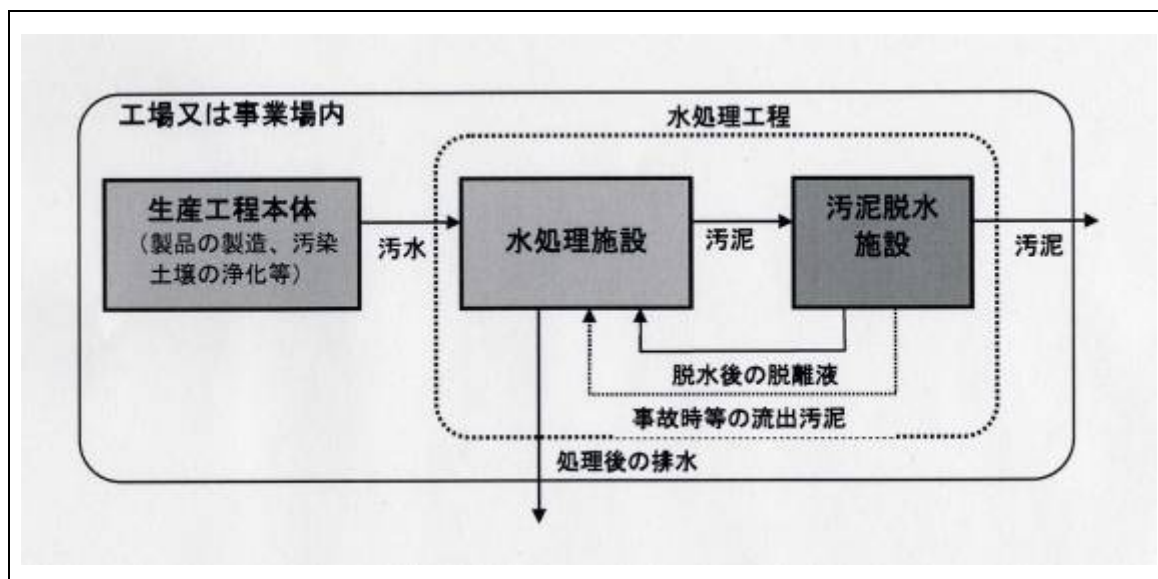 工場又は事業場内
水処理工程
生産工程本体
（製品の製造、汚染
土壌の浄化等）
汚水
水処理施設
汚泥
汚泥脱水
施設
汚泥
脱水後の脱離液
事故時等の流出汚泥
処理後の排水